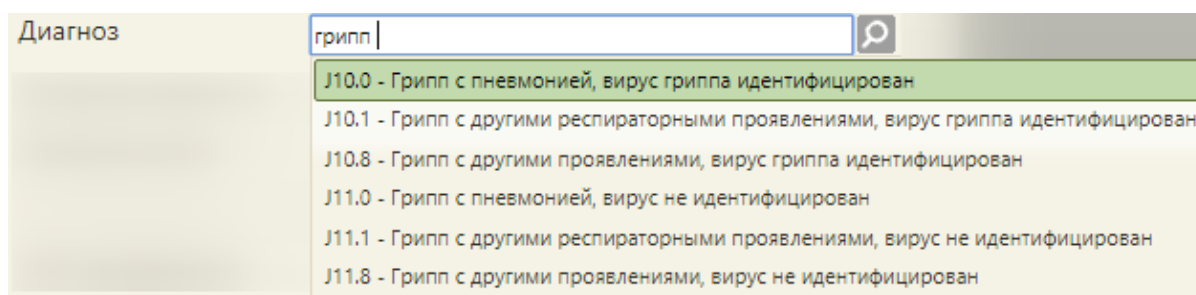 Диагноз
грипп
J10.0 - Грипп с пневмонией, вирус гриппа идентифицирован
J10.1 - Грипп с другими респираторными проявлениями, вирус гриппа идентифицирован
J10.8 - Грипп с другими проявлениями, вирус гриппа идентифицирован
J11.0 - Грипп с пневмонией, вирус не идентифицирован
J11.1 - Грипп с другими респираторными проявлениями, вирус не идентифицирован
J11.8 - Грипп с другими проявлениями, вирус не идентифицирован